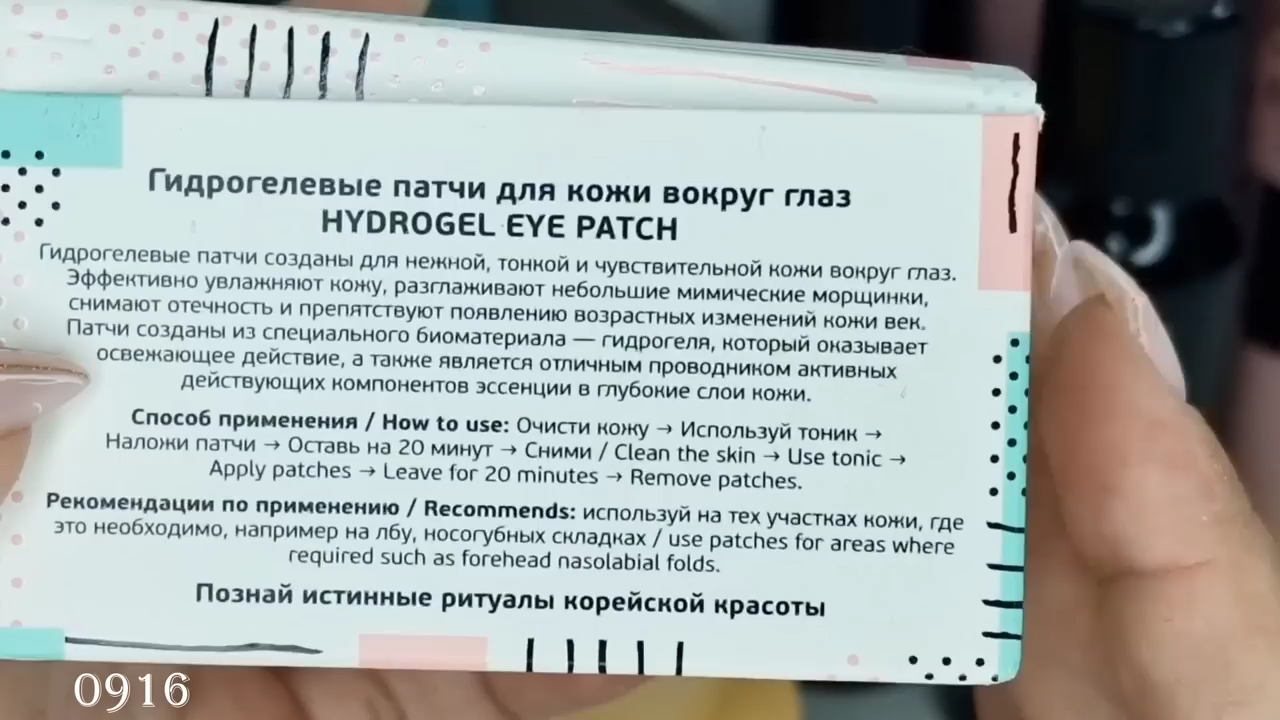 Гидрогелевые патчи для кожи вокруг глаз
HYDROGEL EYE PATCH
Гидрогелевые патчи созданы для нежной, тонкой и чувствительной кожи вокруг глаз.
Эффективно увлажняют кожу, разглаживают небольшие мимические морщинки,
снимают отечность и препятствуют появлению возрастных изменений кожи век.
Патчи созданы из специального биоматериала — гидрогеля, который оказывает
освежающее действие, а также является отличным проводником активных
действующих компонентов эссенции в глубокие слои кожи.
Способ применения / How to use: Очисти кожу → Используй тоник →
Наложи патчи → Оставь на 20 минут → Сними / Clean the skin → Use tonic →
Apply patches → Leave for 20 minutes → Remove patches.
Рекомендации по применению / Recommends: используй на тех участках кожи, где
это необходимо, например на лбу, носогубных складках / use patches for areas where
required such as forehead nasolabial folds.
Познай истинные ритуалы корейской красоты
0916